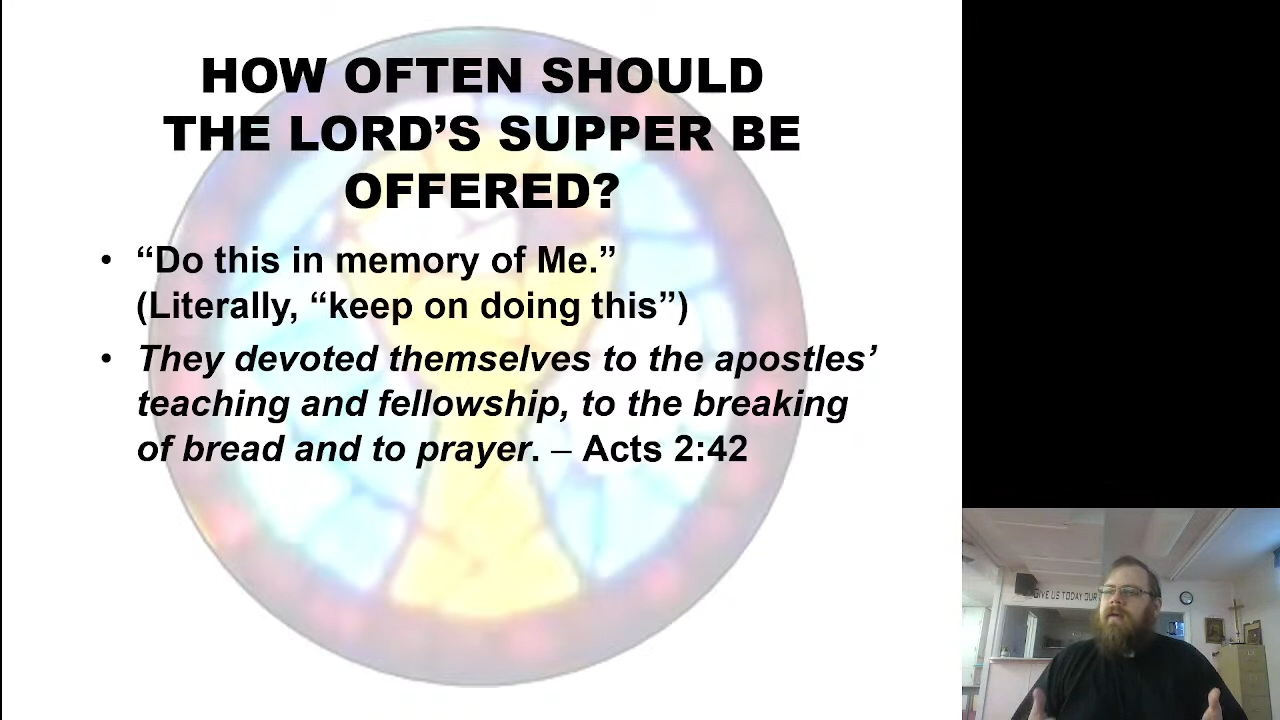 HOW OFTEN SHOULD
THE LORD’S SUPPER BE
OFFERED?
• “Do this in memory of Me.”
(Literally, “keep on doing this”)
• They devoted themselves to the apostles’
teaching and fellowship, to the breaking
of bread and to prayer. – Acts 2:42
GIVE US TODAY OUR